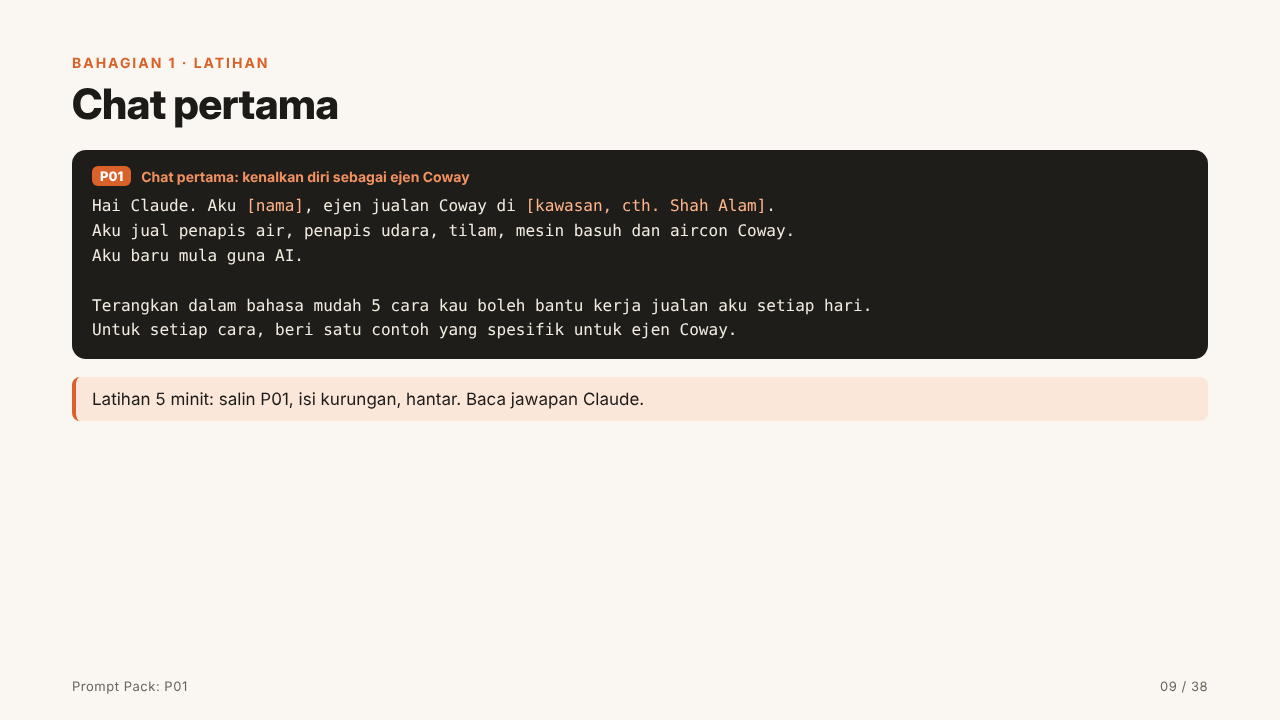 BAHAGIAN 1 · LATIHAN
Chat pertama
P01 Chat pertama: kenalkan diri sebagai ejen Coway
Hai Claude. Aku [nama], ejen jualan Coway di [kawasan, cth. Shah Alam].
Aku jual penapis air, penapis udara, tilam, mesin basuh dan aircon Coway.
Aku baru mula guna AI.
Terangkan dalam bahasa mudah 5 cara kau boleh bantu kerja jualan aku setiap hari.
Untuk setiap cara, beri satu contoh yang spesifik untuk ejen Coway.
Latihan 5 minit: salin P01, isi kurungan, hantar. Baca jawapan Claude.
Prompt Pack: P01
09 / 38